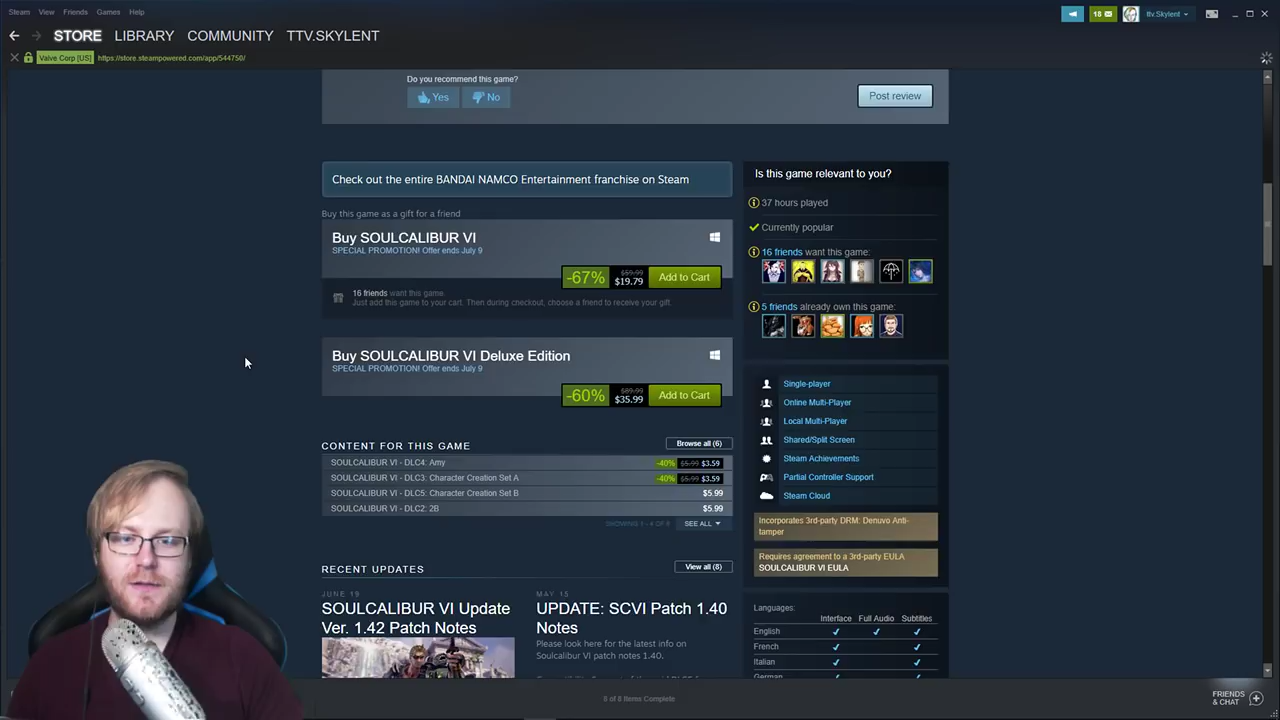 Steam View Friends Games Help
18 ttv.Skylent
STORE LIBRARY COMMUNITY TTV.SKYLENT
Valve Corp [US] https://store.steampowered.com/app/544750/
Do you recommend this game?
Yes No
Post review
Check out the entire BANDAI NAMCO Entertainment franchise on Steam
Buy this game as a gift for a friend
Buy SOULCALIBUR VI
SPECIAL PROMOTION! Offer ends July 9
-67% $59.99 $19.79 Add to Cart
16 friends want this game.
Just add this game to your cart. Then during checkout, choose a friend to receive your gift.
Buy SOULCALIBUR VI Deluxe Edition
SPECIAL PROMOTION! Offer ends July 9
-60% $89.99 $35.99 Add to Cart
CONTENT FOR THIS GAME Browse all (6)
SOULCALIBUR VI - DLC4: Amy -40% $5.99 $3.59
SOULCALIBUR VI - DLC3: Character Creation Set A -40% $5.99 $3.59
SOULCALIBUR VI - DLC5: Character Creation Set B $5.99
SOULCALIBUR VI - DLC2: 2B $5.99
SEE ALL
RECENT UPDATES View all (8)
JUNE 19
SOULCALIBUR VI Update
Ver. 1.42 Patch Notes
MAY 15
UPDATE: SCVI Patch 1.40
Notes
Please look here for the latest info on
Soulcalibur VI patch notes 1.40.
Is this game relevant to you?
37 hours played
Currently popular
16 friends want this game:
5 friends already own this game:
Single-player
Online Multi-Player
Local Multi-Player
Shared/Split Screen
Steam Achievements
Partial Controller Support
Steam Cloud
Incorporates 3rd-party DRM: Denuvo Anti-
tamper
Requires agreement to a 3rd-party EULA
SOULCALIBUR VI EULA
Languages:
Interface Full Audio Subtitles
English
French
Italian
German
8 of 8 Items Complete
FRIENDS
& CHAT